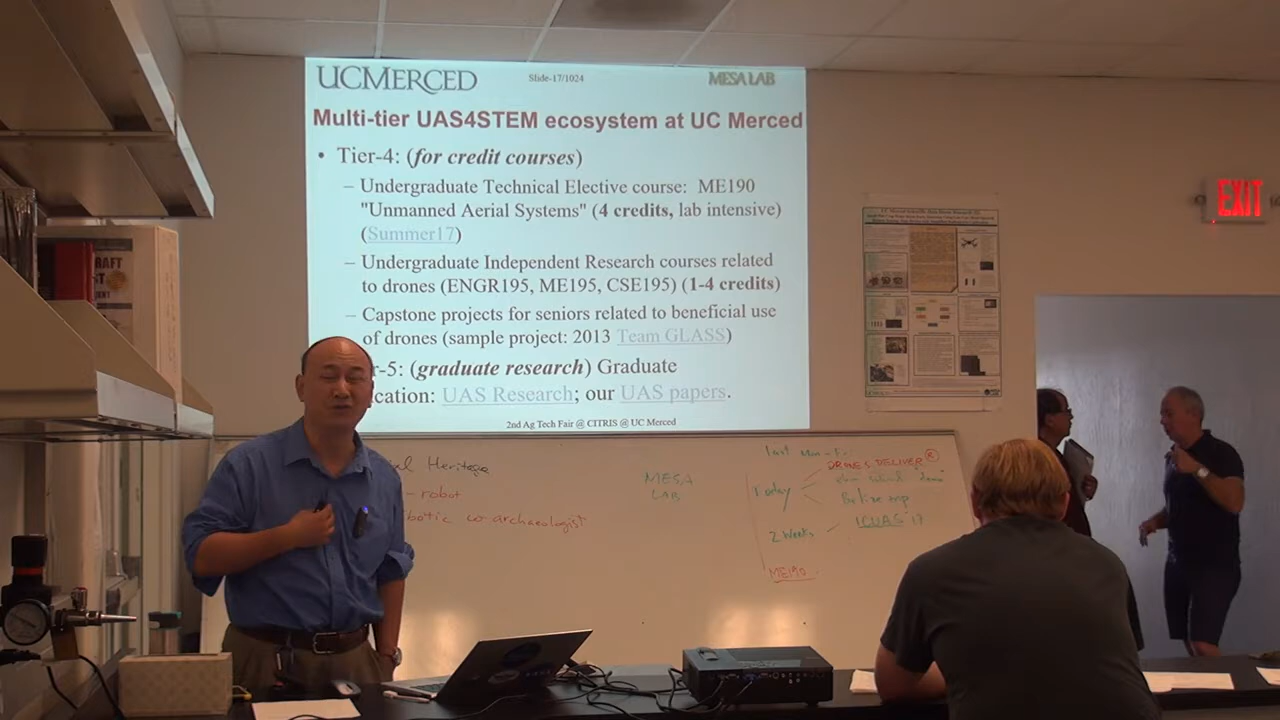 UCMERCED
Slide-17/1024
MESA LAB
Multi-tier UAS4STEM ecosystem at UC Merced
• Tier-4: (for credit courses)
– Undergraduate Technical Elective course: ME190
"Unmanned Aerial Systems" (4 credits, lab intensive)
(Summer17)
– Undergraduate Independent Research courses related
to drones (ENGR195, ME195, CSE195) (1-4 credits)
– Capstone projects for seniors related to beneficial use
of drones (sample project: 2013 Team GLASS)
r-5: (graduate research) Graduate
cation: UAS Research; our UAS papers.
2nd Ag Tech Fair @ CITRIS @ UC Merced
EXIT
al Heritage
- robot
botic co-archaeologist
MESA
LAB
last
DRONES DELIVER
Today
Belize trip
2 Weeks
ICUAS '17
ME190